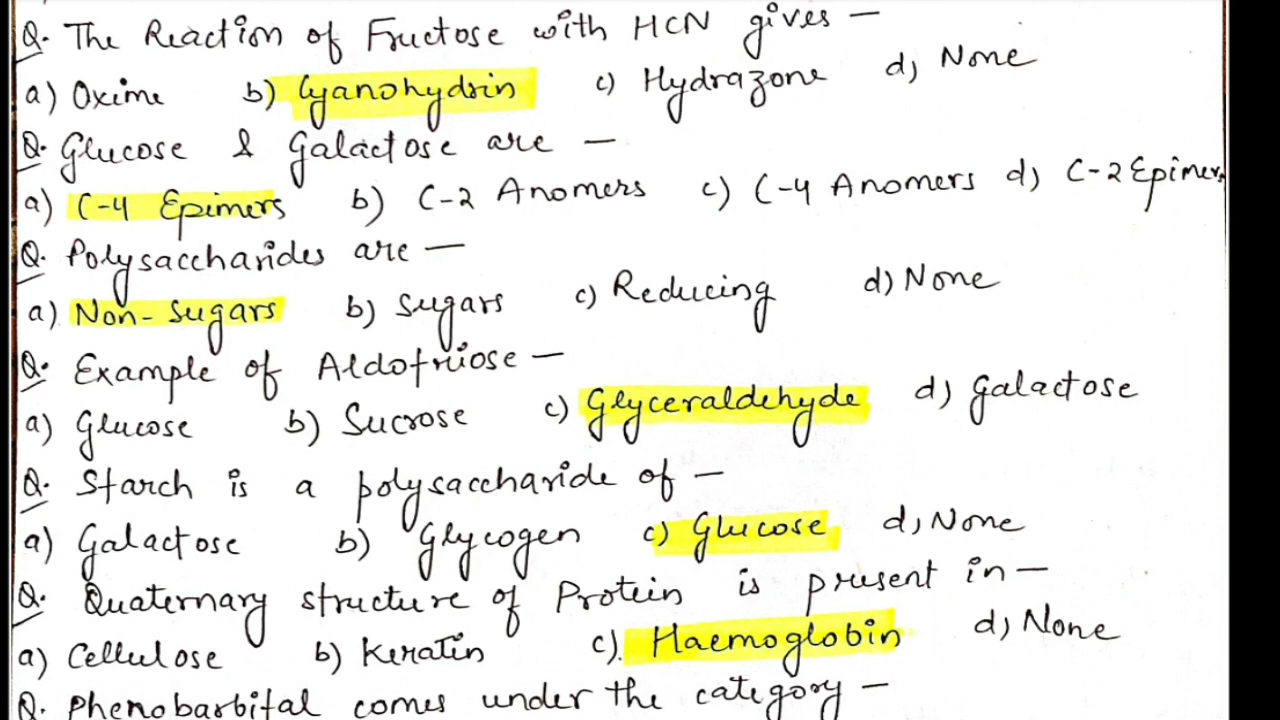 Q. The Reaction of Fructose with HCN gives —
a) Oxime b) Cyanohydrin c) Hydrazone d) None
Q. Glucose & Galactose are —
a) C-4 Epimers b) C-2 Anomers c) C-4 Anomers d) C-2 Epimers
Q. Polysaccharides are —
a) Non-Sugars b) Sugars c) Reducing d) None
Q. Example of Aldotriose —
a) Glucose b) Sucrose c) Glyceraldehyde d) Galactose
Q. Starch is a polysaccharide of —
a) Galactose b) Glycogen c) Glucose d) None
Q. Quaternary structure of Protein is present in —
a) Cellulose b) Keratin c) Haemoglobin d) None
Q. Phenobarbital comes under the category —